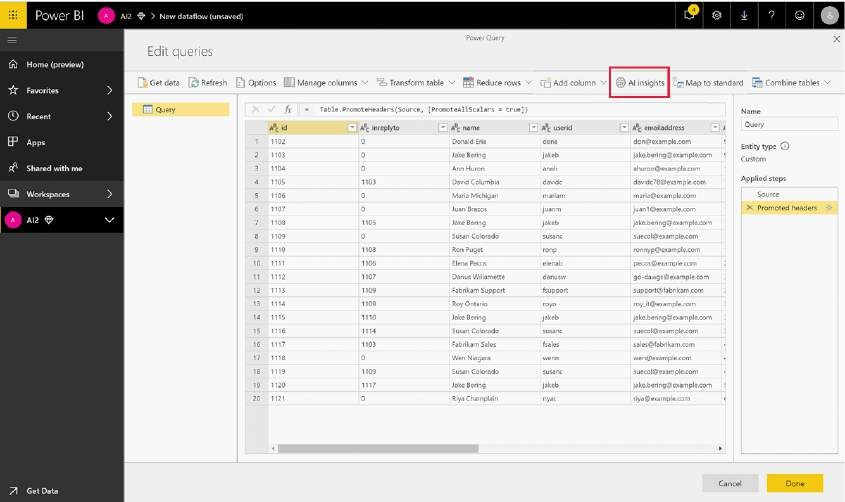 Power BI A AI2 > New dataflow (unsaved) 4 ?
Power Query
Edit queries
Home (preview)
Favorites
Recent
Apps
Shared with me
Workspaces
A AI2
Get Data
Get data Refresh Options Manage columns Transform table Reduce rows Add column AI insights Map to standard Combine tables
Query
fx = Table.PromoteHeaders(Source, [PromoteAllScalars = true])
id inreplyto name userid emailaddress
1 1102 0 Donald Erie derie don@example.com
2 1103 0 Jake Bering jakeb jake.bering@example.com
3 1104 0 Ann Huron annh ahuron@example.com
4 1105 1103 David Columbia davidc davidc78@example.com
5 1106 0 Maria Michigan mariam maria@example.com
6 1107 0 Juan Brazos juanm juan1@example.com
7 1108 1105 Jake Bering jakeb jake.bering@example.com
8 1109 0 Susan Colorado susanc suecol@example.com
9 1110 1108 Ron Puget ronp ronnyp@example.com
10 1111 1106 Elena Pecos elenab pecos@example.com
11 1112 1107 Darius Willamette dariusw go-dawgs@example.com
12 1113 1109 Fabrikam Support fsupport support@fabrikam.com
13 1114 1109 Roy Ontario royo roy_it@example.com
14 1115 1110 Jake Bering jakeb jake.bering@example.com
15 1116 1114 Susan Colorado susanc suecol@example.com
16 1117 1103 Fabrikam Sales fsales sales@fabrikam.com
17 1118 0 Wen Niagara wenn wen@example.com
18 1119 1109 Susan Colorado susanc suecol@example.com
19 1120 1117 Jake Bering jakeb jake.bering@example.com
20 1121 0 Riya Champlain riyac riya@example.com
Name
Query
Entity type
Custom
Applied steps
Source
Promoted headers
Cancel Done